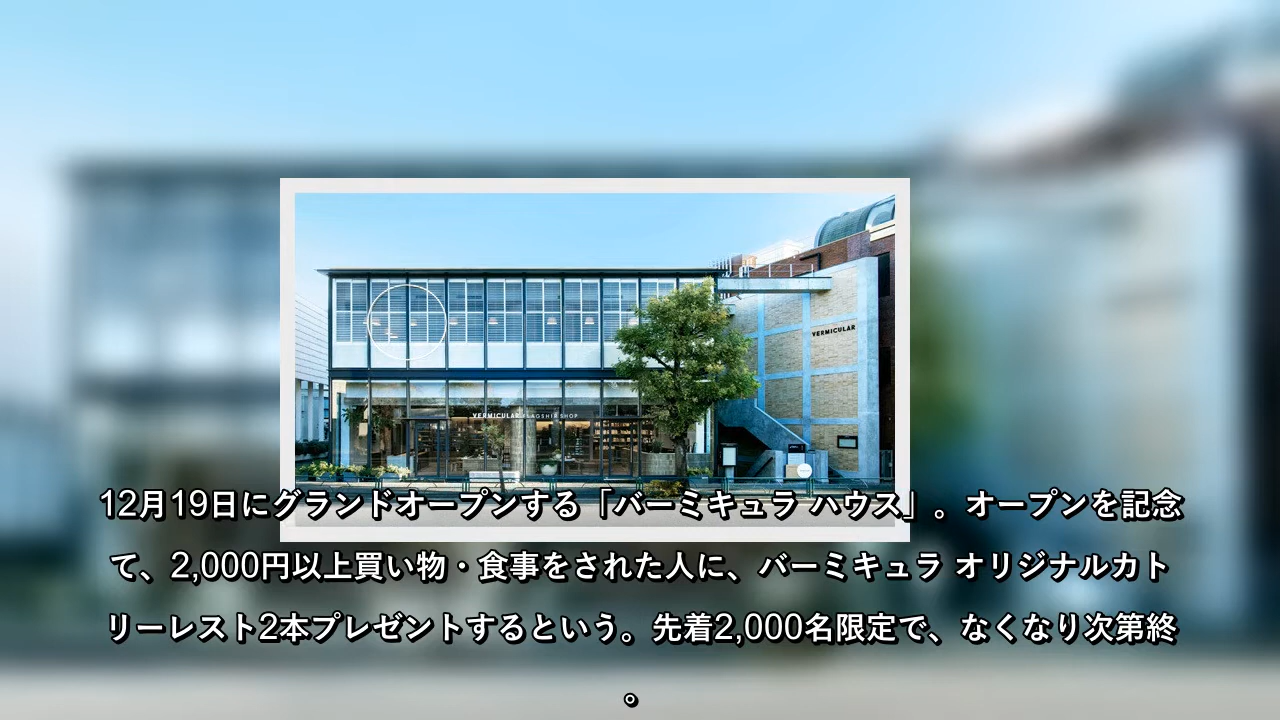 VERMICULAR
VERMICULAR FLAGSHIP SHOP
12月19日にグランドオープンする「バーミキュラ ハウス」。オープンを記念
て、2,000円以上買い物・食事をされた人に、バーミキュラ オリジナルカト
リーレスト2本プレゼントするという。先着2,000名限定で、なくなり次第終
。